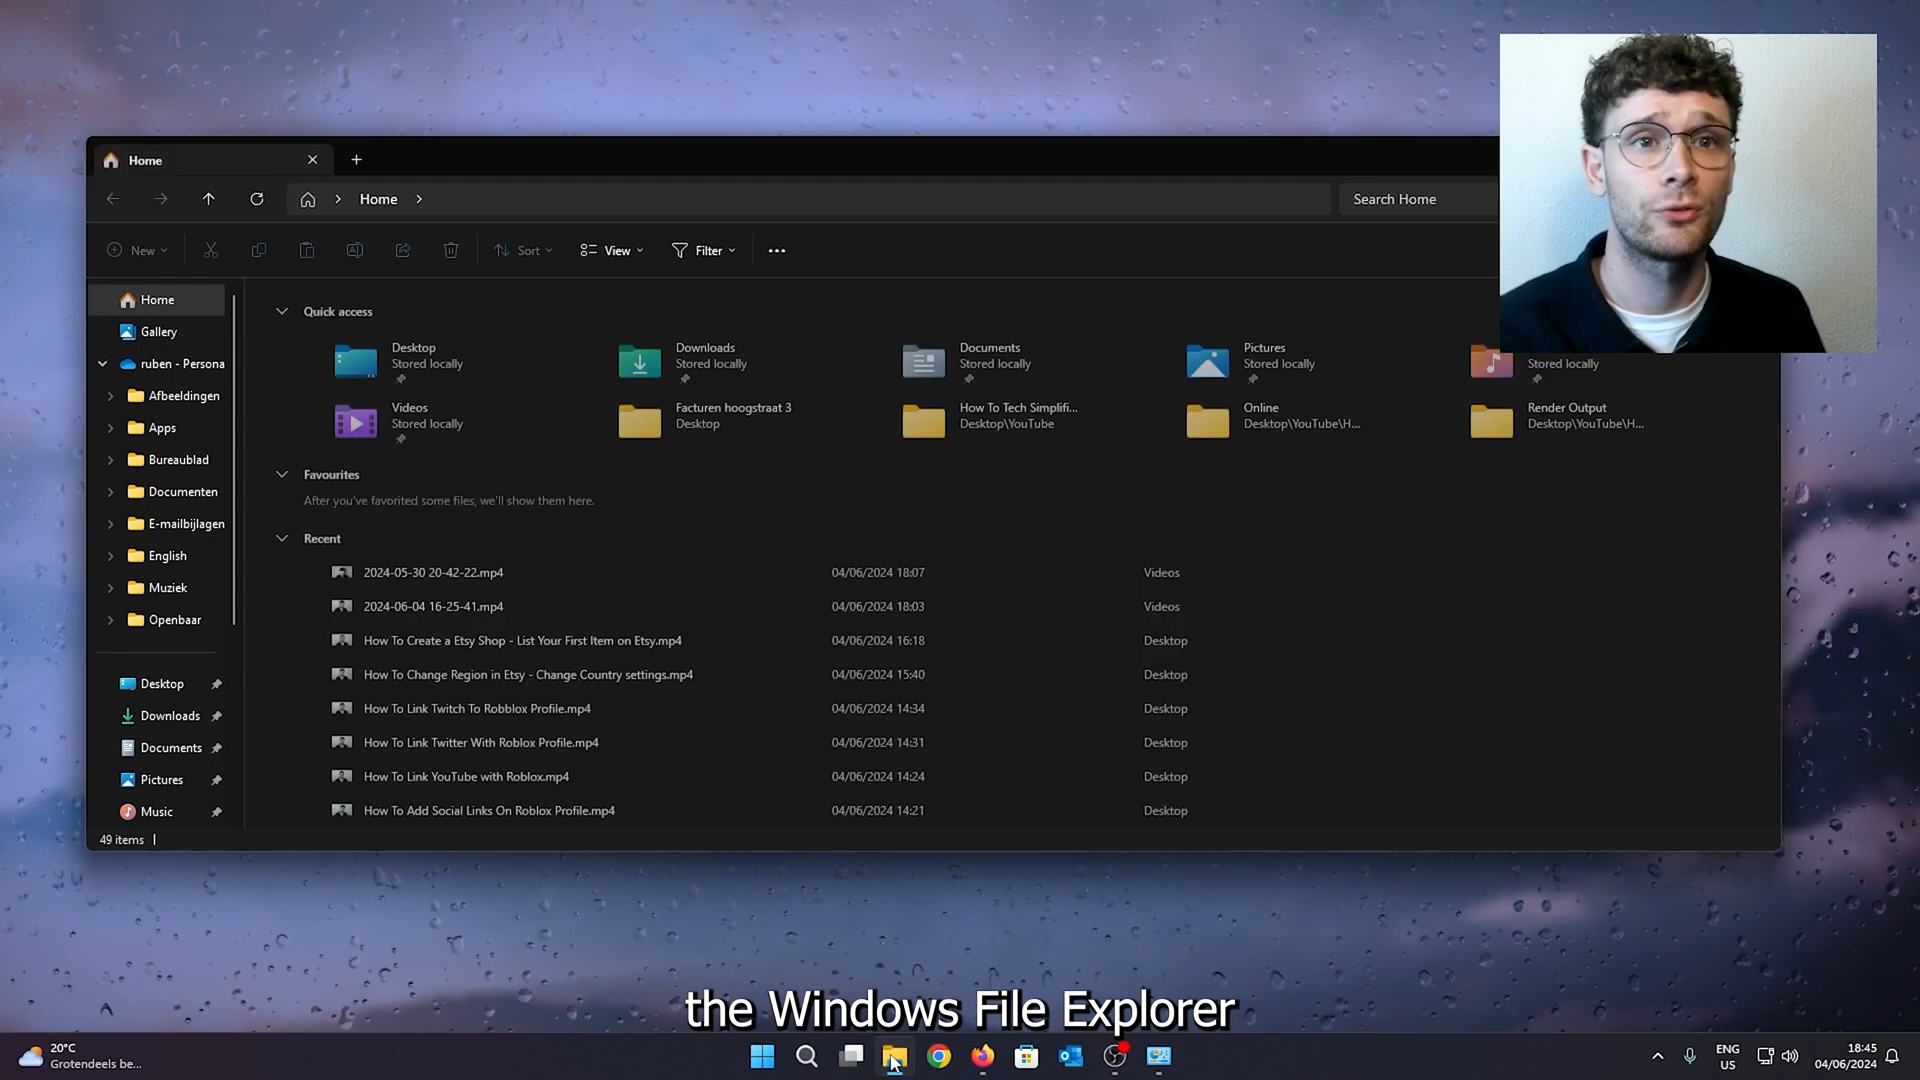 Home
Home
Search Home
New
Sort
View
Filter
Home
Gallery
ruben - Persona
Afbeeldingen
Apps
Bureaublad
Documenten
E-mailbijlagen
English
Muziek
Openbaar
Desktop
Downloads
Documents
Pictures
Music
Quick access
Desktop
Stored locally
Downloads
Stored locally
Documents
Stored locally
Pictures
Stored locally
Stored locally
Videos
Stored locally
Facturen hoogstraat 3
Desktop
How To Tech Simplifi...
Desktop\YouTube
Online
Desktop\YouTube\H...
Render Output
Desktop\YouTube\H...
Favourites
After you've favorited some files, we'll show them here.
Recent
2024-05-30 20-42-22.mp4 04/06/2024 18:07 Videos
2024-06-04 16-25-41.mp4 04/06/2024 18:03 Videos
How To Create a Etsy Shop - List Your First Item on Etsy.mp4 04/06/2024 16:18 Desktop
How To Change Region in Etsy - Change Country settings.mp4 04/06/2024 15:40 Desktop
How To Link Twitch To Robblox Profile.mp4 04/06/2024 14:34 Desktop
How To Link Twitter With Roblox Profile.mp4 04/06/2024 14:31 Desktop
How To Link YouTube with Roblox.mp4 04/06/2024 14:24 Desktop
How To Add Social Links On Roblox Profile.mp4 04/06/2024 14:21 Desktop
49 items
the Windows File Explorer
20°C
Grotendeels be...
ENG
US
18:45
04/06/2024